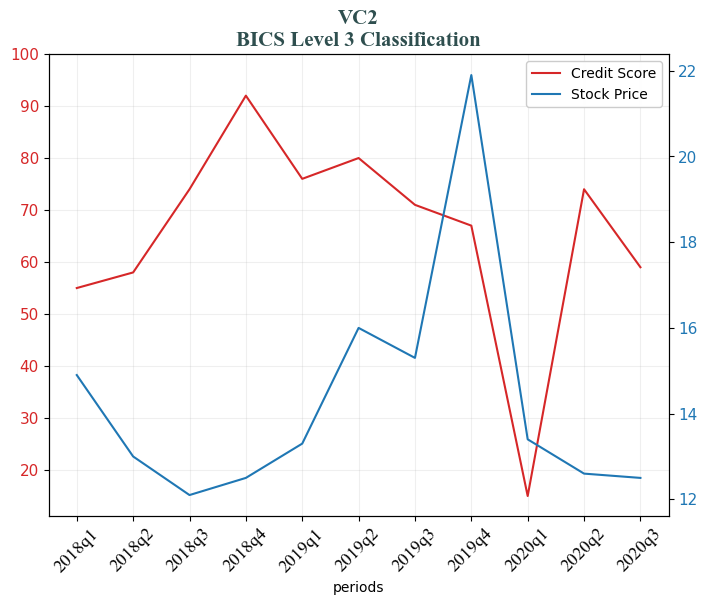 VC2
BICS Level 3 Classification
Credit Score
Stock Price
100
90
80
70
60
50
40
30
20
22
20
18
16
14
12
2018q1
2018q2
2018q3
2018q4
2019q1
2019q2
2019q3
2019q4
2020q1
2020q2
2020q3
periods